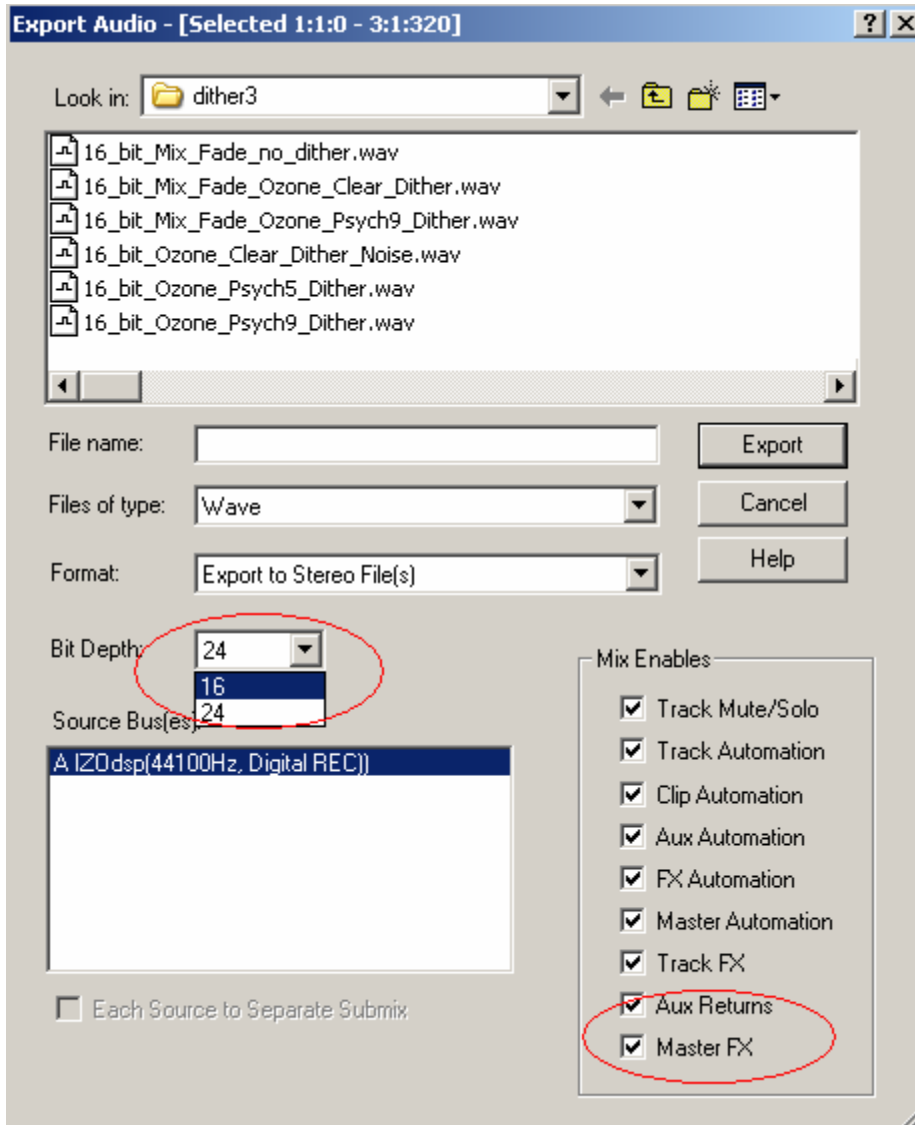 Export Audio - [Selected 1:1:0 - 3:1:320]
Look in: dither3
16_bit_Mix_Fade_no_dither.wav
16_bit_Mix_Fade_Ozone_Clear_Dither.wav
16_bit_Mix_Fade_Ozone_Psych9_Dither.wav
16_bit_Ozone_Clear_Dither_Noise.wav
16_bit_Ozone_Psych5_Dither.wav
16_bit_Ozone_Psych9_Dither.wav
File name:
Export
Files of type: Wave
Cancel
Format: Export to Stereo File(s)
Help
Bit Depth: 24
16
24
Source Bus(es)
A IZOdsp(44100Hz, Digital REC))
Each Source to Separate Submix
Mix Enables
Track Mute/Solo
Track Automation
Clip Automation
Aux Automation
FX Automation
Master Automation
Track FX
Aux Returns
Master FX